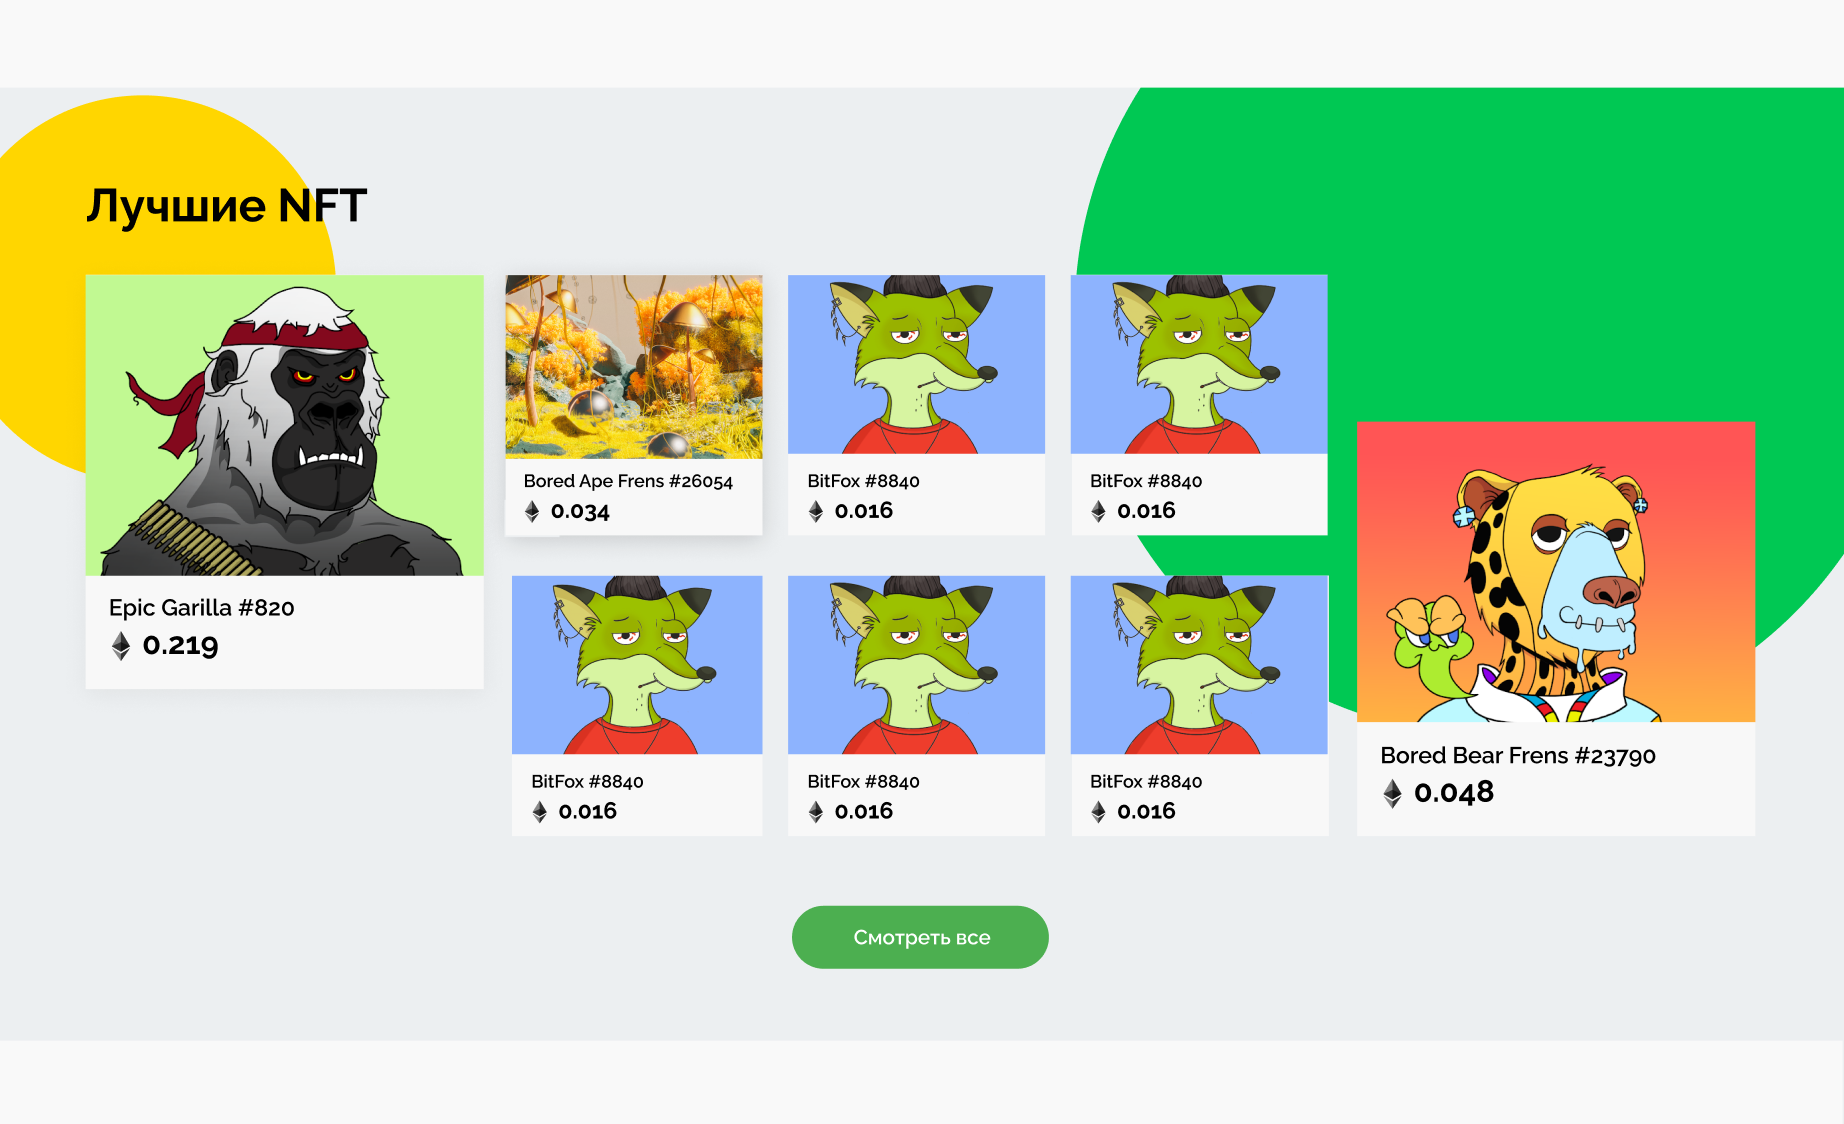 Лучшие NFT
Epic Garilla #820
0.219
Bored Ape Frens #26054
0.034
BitFox #8840
0.016
BitFox #8840
0.016
BitFox #8840
0.016
BitFox #8840
0.016
BitFox #8840
0.016
Bored Bear Frens #23790
0.048
Смотреть все